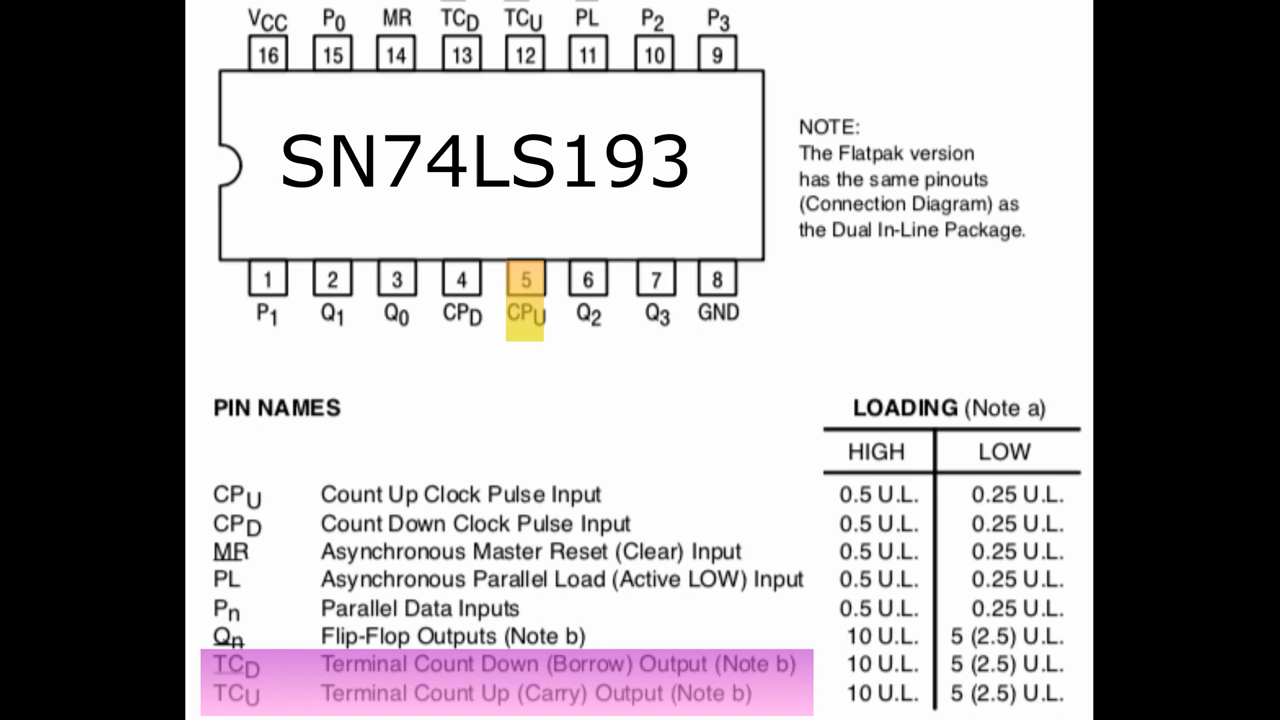 VCC P0 MR TCD TCU PL P2 P3
16 15 14 13 12 11 10 9
SN74LS193
1 2 3 4 5 6 7 8
P1 Q1 Q0 CPD CPU Q2 Q3 GND
NOTE:
The Flatpak version
has the same pinouts
(Connection Diagram) as
the Dual In-Line Package.
PIN NAMES
LOADING (Note a)
HIGH LOW
CPU Count Up Clock Pulse Input 0.5 U.L. 0.25 U.L.
CPD Count Down Clock Pulse Input 0.5 U.L. 0.25 U.L.
MR Asynchronous Master Reset (Clear) Input 0.5 U.L. 0.25 U.L.
PL Asynchronous Parallel Load (Active LOW) Input 0.5 U.L. 0.25 U.L.
Pn Parallel Data Inputs 0.5 U.L. 0.25 U.L.
Qn Flip-Flop Outputs (Note b) 10 U.L. 5 (2.5) U.L.
TCD Terminal Count Down (Borrow) Output (Note b) 10 U.L. 5 (2.5) U.L.
TCU Terminal Count Up (Carry) Output (Note b) 10 U.L. 5 (2.5) U.L.